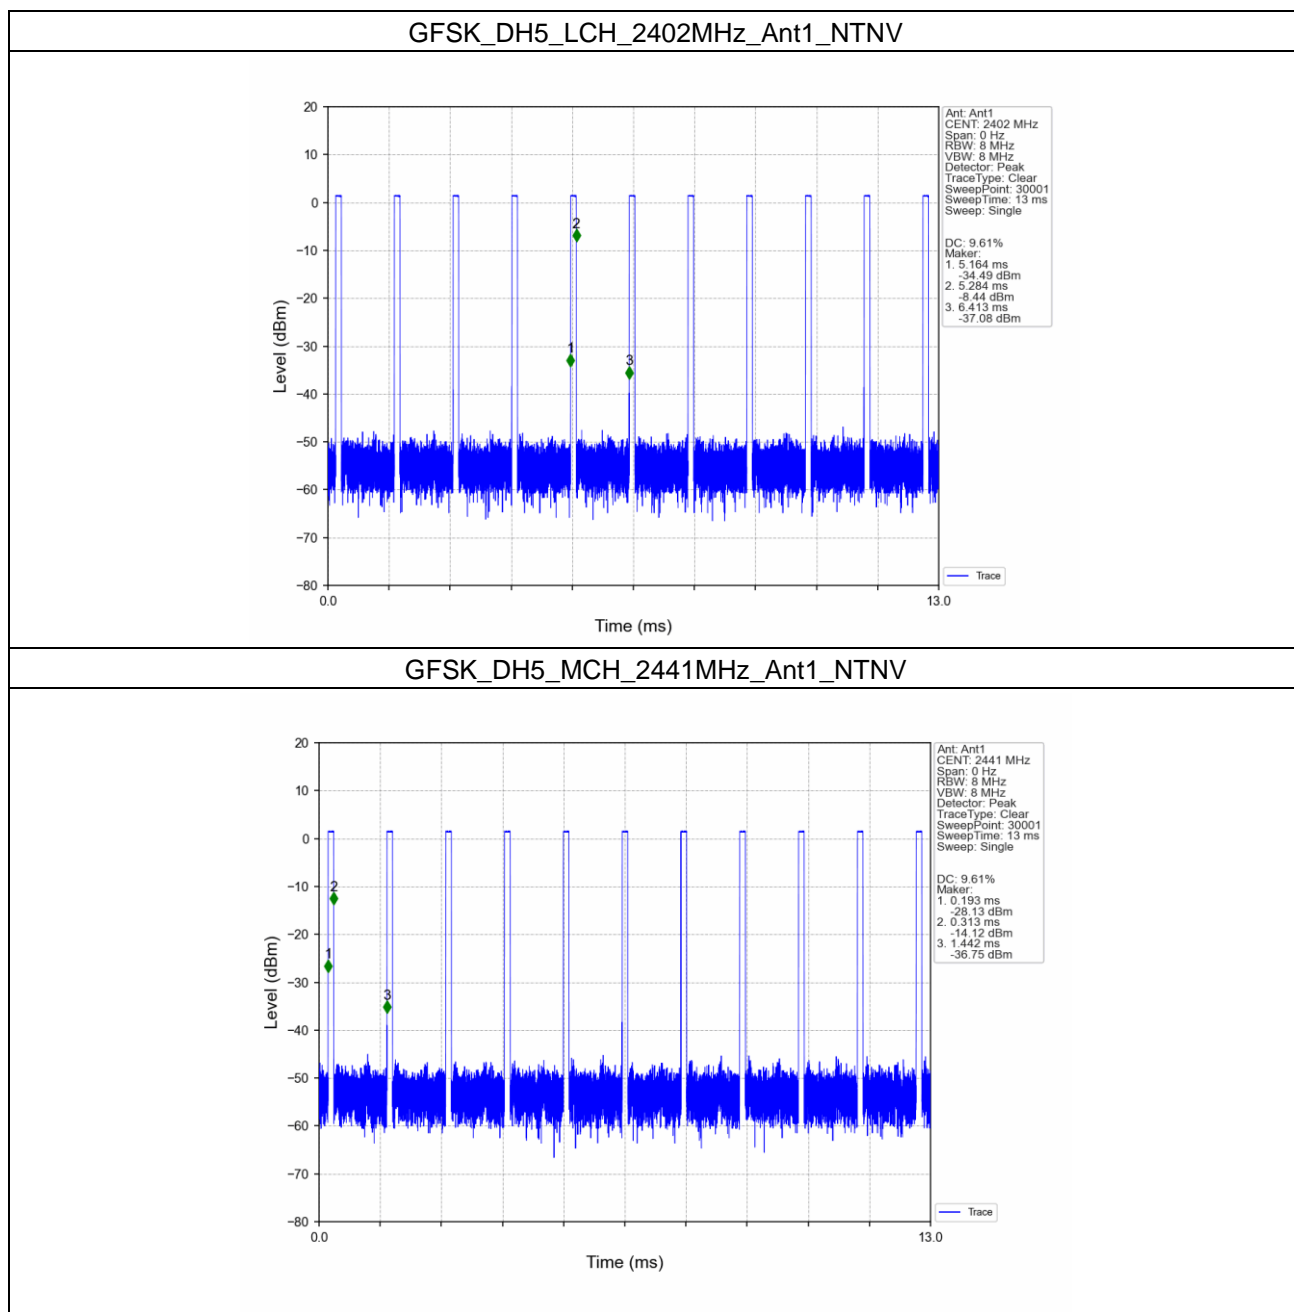 GFSK_DH5_LCH_2402MHz_Ant1_NTNV
20
10
0
−10
−20
−30
−40
−50
−60
−70
−80
Level (dBm)
0.0
13.0
Time (ms)
1
2
3
Ant: Ant1
CENT: 2402 MHz
Span: 0 Hz
RBW: 8 MHz
VBW: 8 MHz
Detector: Peak
TraceType: Clear
SweepPoint: 30001
SweepTime: 13 ms
Sweep: Single
DC: 9.61%
Maker:
1. 5.164 ms
-34.49 dBm
2. 5.284 ms
-8.44 dBm
3. 6.413 ms
-37.08 dBm
Trace
GFSK_DH5_MCH_2441MHz_Ant1_NTNV
20
10
0
−10
−20
−30
−40
−50
−60
−70
−80
Level (dBm)
0.0
13.0
Time (ms)
1
2
3
Ant: Ant1
CENT: 2441 MHz
Span: 0 Hz
RBW: 8 MHz
VBW: 8 MHz
Detector: Peak
TraceType: Clear
SweepPoint: 30001
SweepTime: 13 ms
Sweep: Single
DC: 9.61%
Maker:
1. 0.193 ms
-28.13 dBm
2. 0.313 ms
-14.12 dBm
3. 1.442 ms
-36.75 dBm
Trace